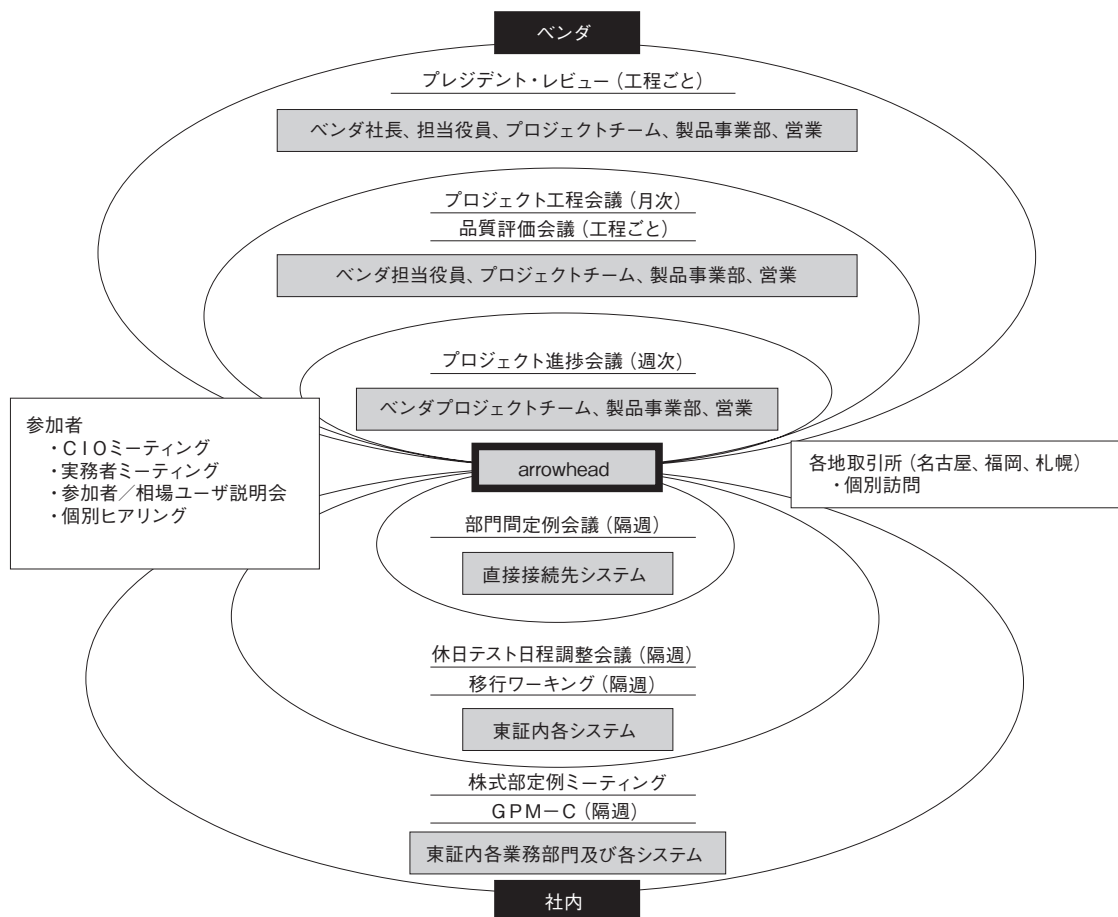 ベンダ
プレジデント・レビュー(工程ごと)
ベンダ社長、担当役員、プロジェクトチーム、製品事業部、営業
プロジェクト工程会議(月次)
品質評価会議(工程ごと)
ベンダ担当役員、プロジェクトチーム、製品事業部、営業
プロジェクト進捗会議(週次)
ベンダプロジェクトチーム、製品事業部、営業
参加者
・CIOミーティング
・実務者ミーティング
・参加者/相場ユーザ説明会
・個別ヒアリング
arrowhead
各地取引所(名古屋、福岡、札幌)
・個別訪問
部門間定例会議(隔週)
直接接続先システム
休日テスト日程調整会議(隔週)
移行ワーキング(隔週)
東証内各システム
株式部定例ミーティング
GPM-C(隔週)
東証内各業務部門及び各システム
社内